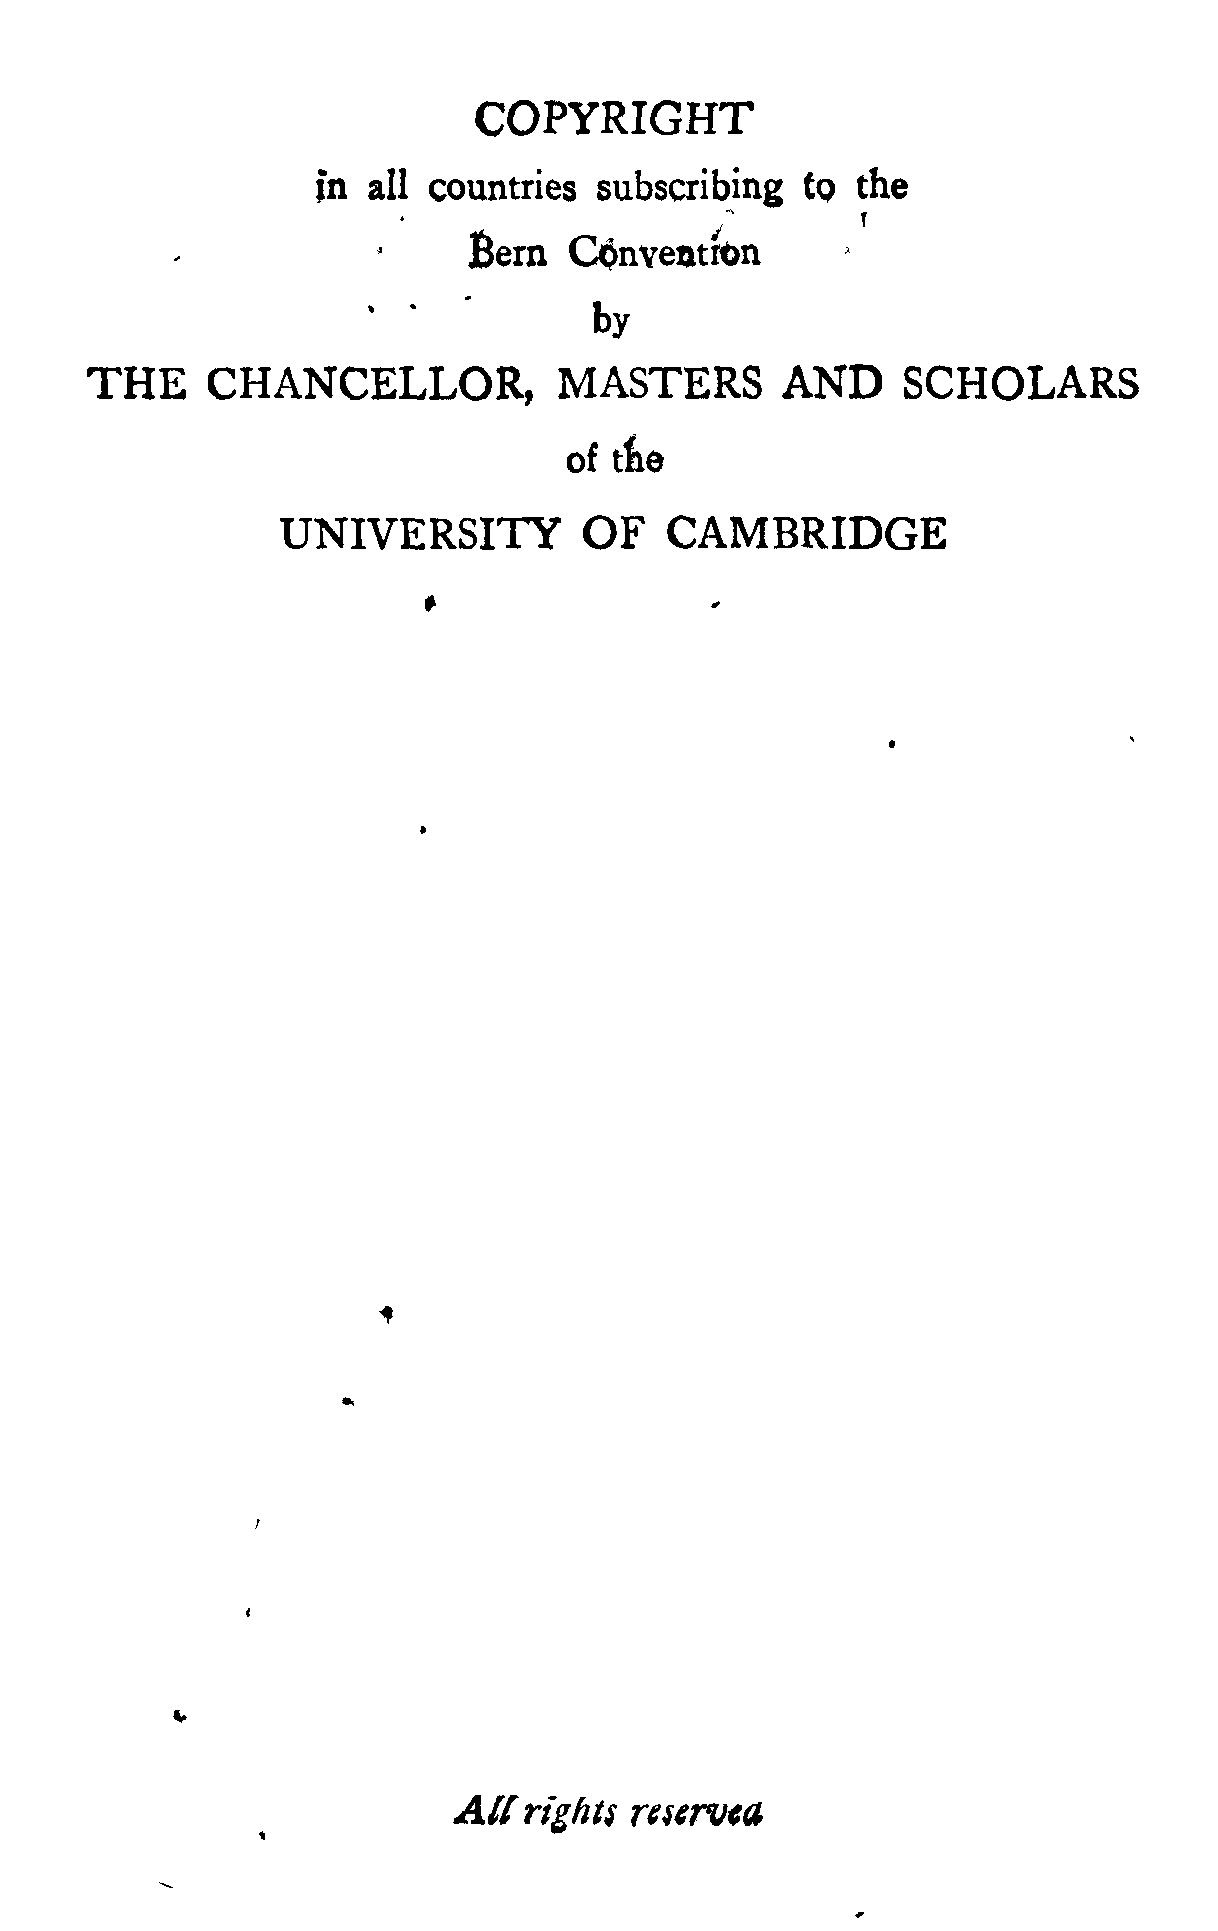 COPYRIGHT
in all countries subscribing to the
Bern Convention
by
THE CHANCELLOR, MASTERS AND SCHOLARS
of the
UNIVERSITY OF CAMBRIDGE
All rights reserved